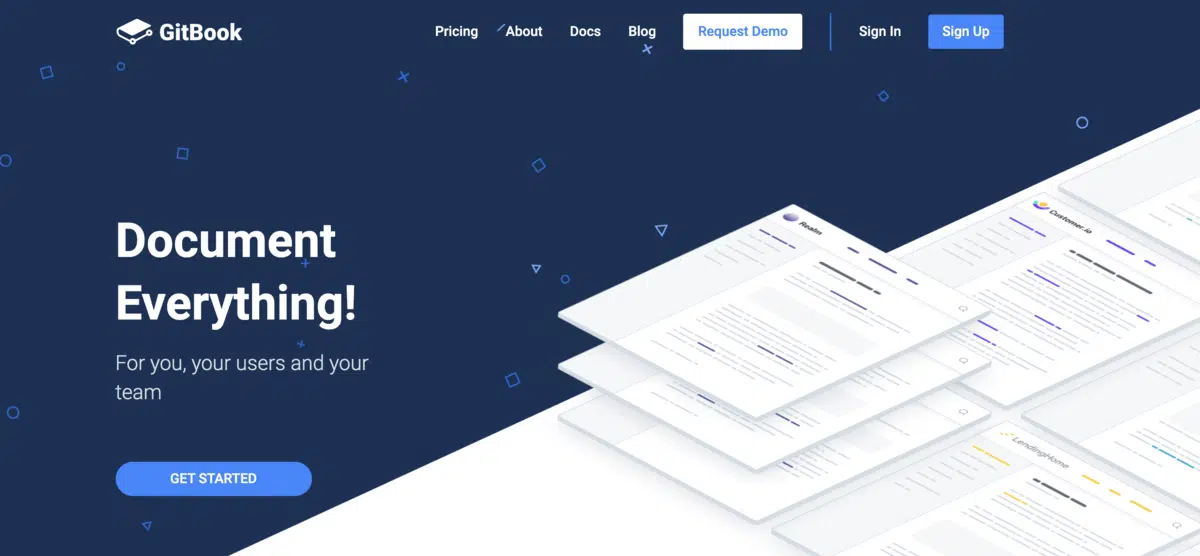 GitBook
Pricing
About
Docs
Blog
Request Demo
Sign In
Sign Up
Document
Everything!
For you, your users and your
team
GET STARTED
Realm
Customer.io
LendingHome